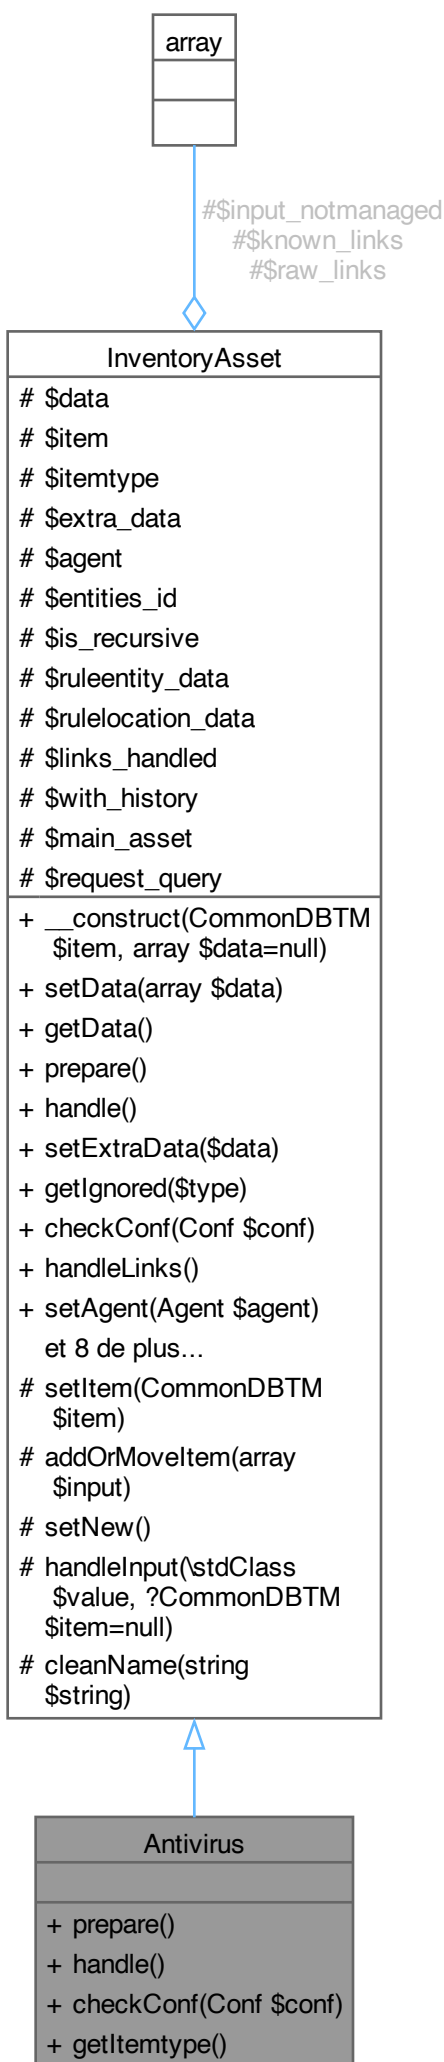 array
#$input_notmanaged
#$known_links
#$raw_links
InventoryAsset
# $data
# $item
# $itemtype
# $extra_data
# $agent
# $entities_id
# $is_recursive
# $ruleentity_data
# $rulelocation_data
# $links_handled
# $with_history
# $main_asset
# $request_query
+ __construct(CommonDBTM
$item, array $data=null)
+ setData(array $data)
+ getData()
+ prepare()
+ handle()
+ setExtraData($data)
+ getIgnored($type)
+ checkConf(Conf $conf)
+ handleLinks()
+ setAgent(Agent $agent)
et 8 de plus...
# setItem(CommonDBTM
$item)
# addOrMoveItem(array
$input)
# setNew()
# handleInput(\stdClass
$value, ?CommonDBTM
$item=null)
# cleanName(string
$string)
Antivirus
+ prepare()
+ handle()
+ checkConf(Conf $conf)
+ getItemtype()